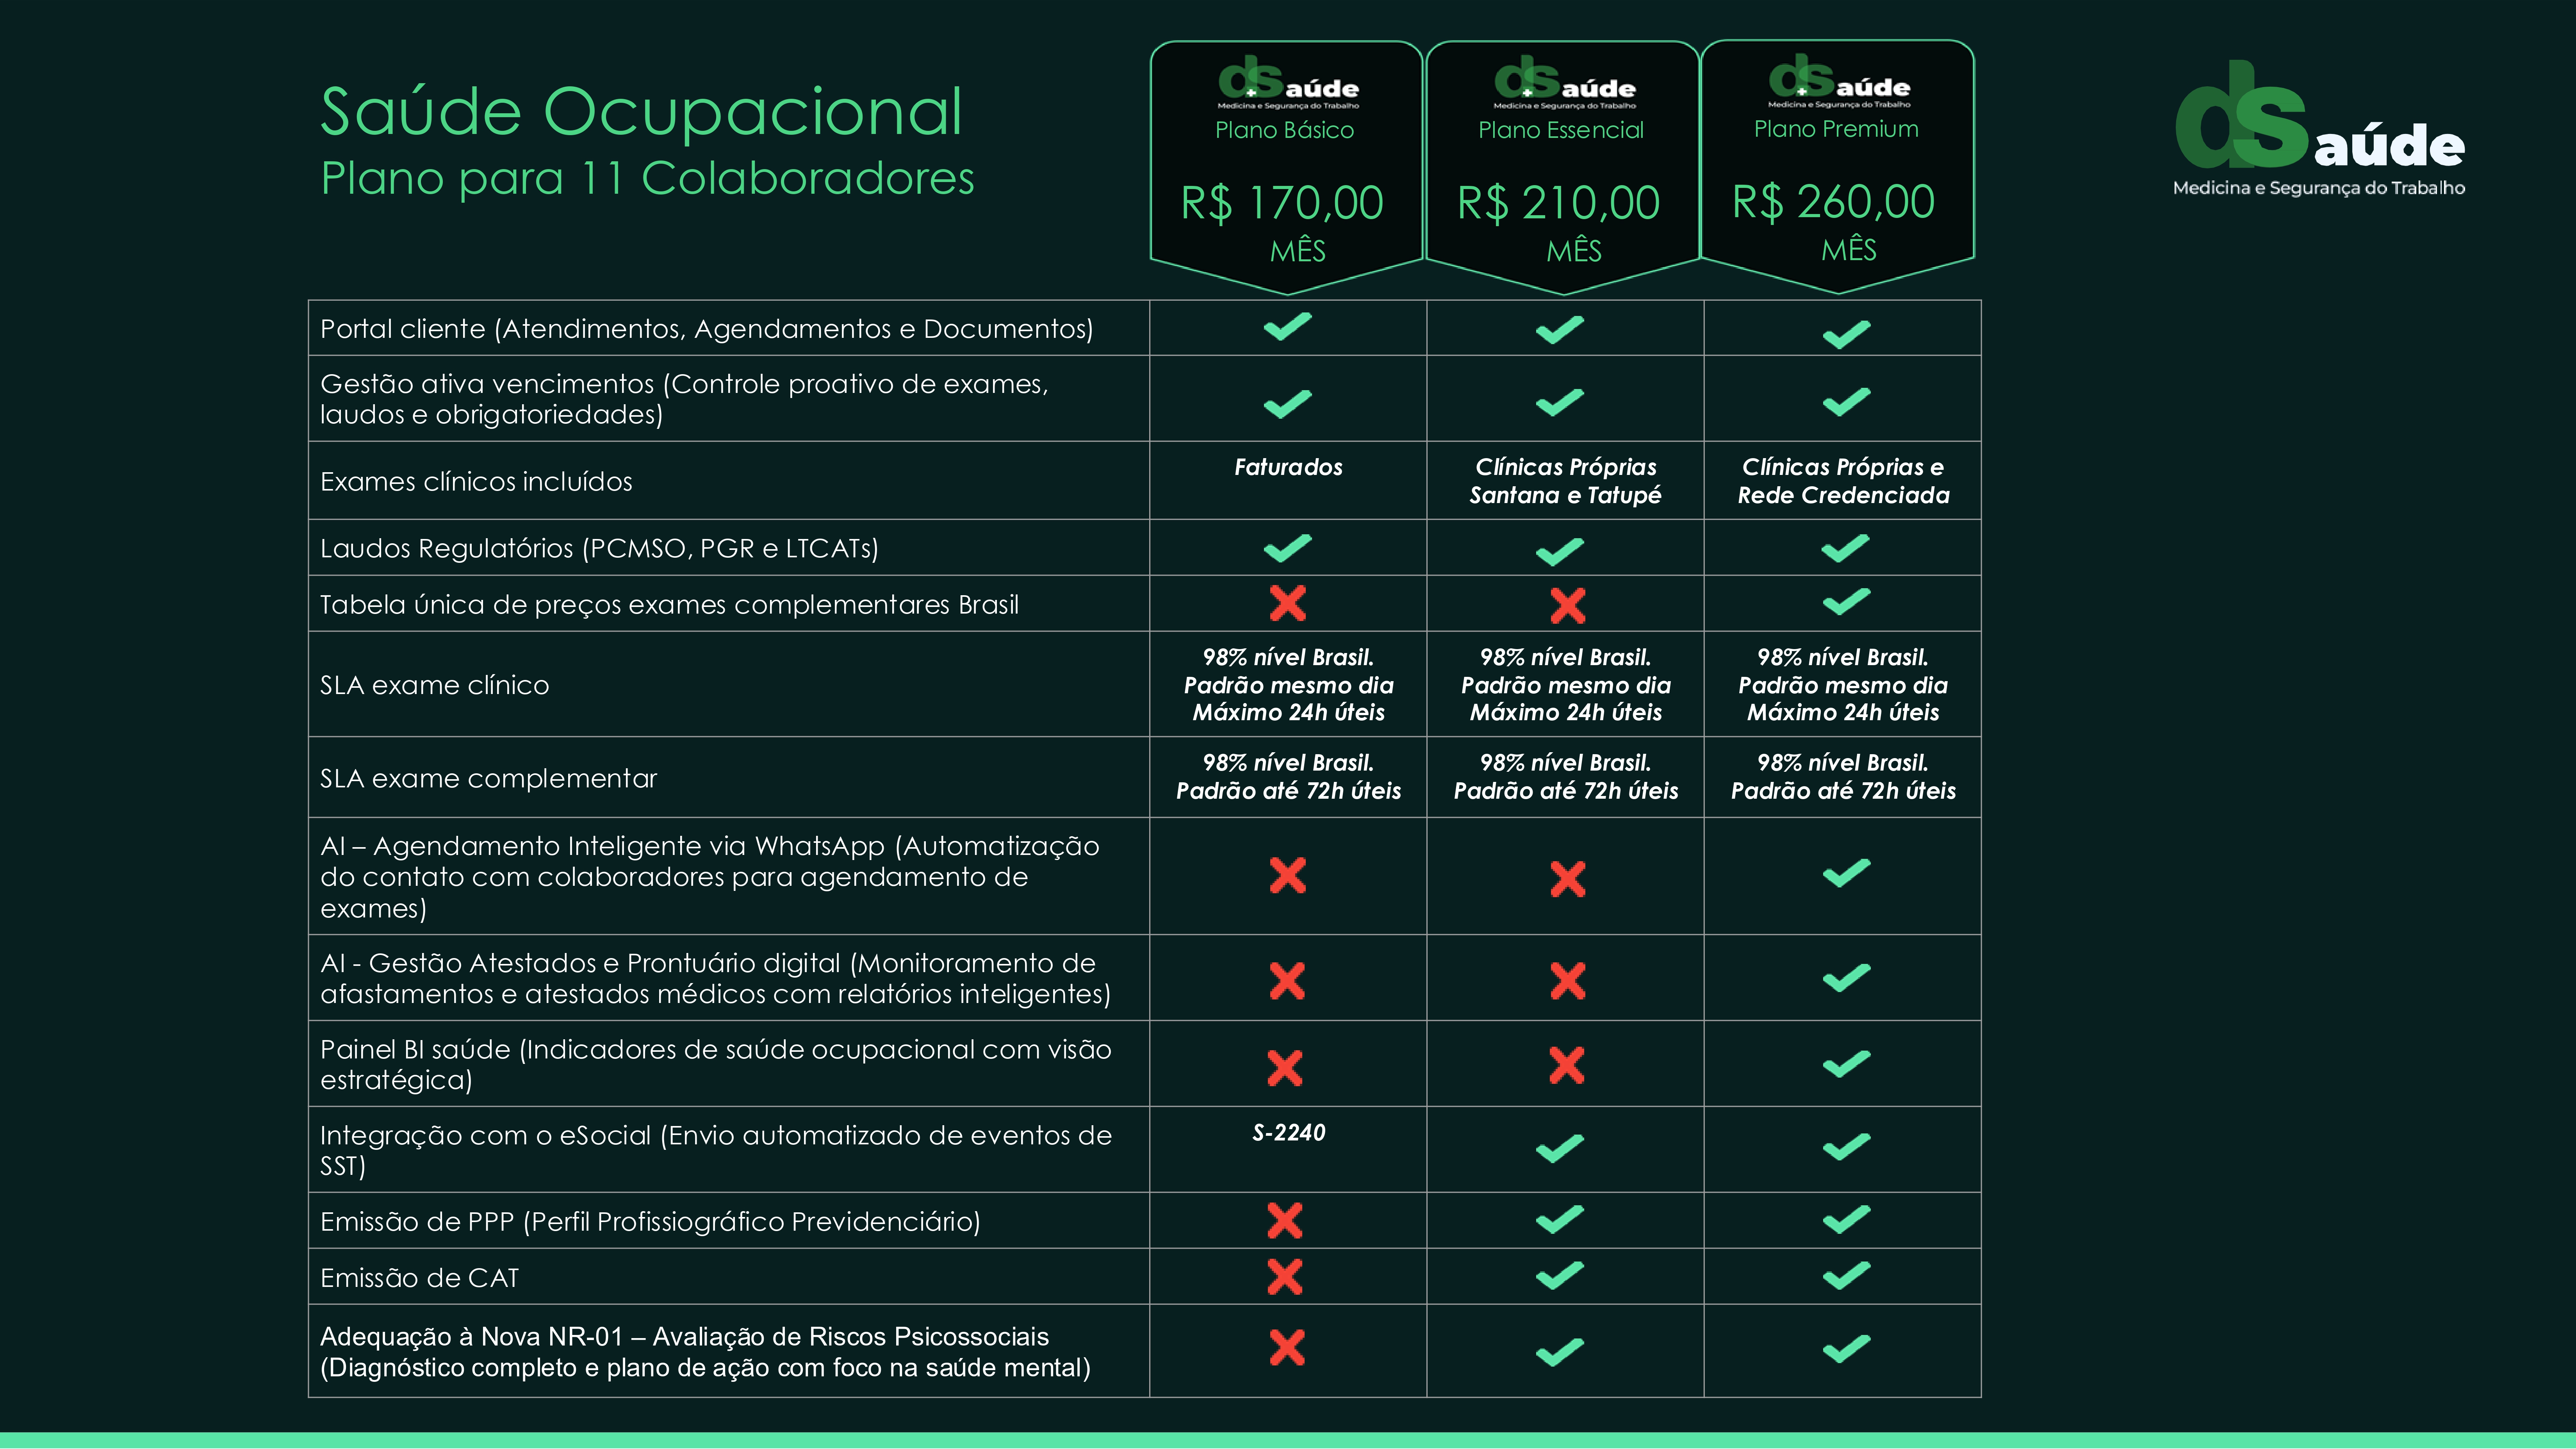 Saúde Ocupacional
Plano para 11 Colaboradores
dsaúde
Medicina e Segurança do Trabalho
Plano Básico
R$ 170,00
MÊS
dsaúde
Medicina e Segurança do Trabalho
Plano Essencial
R$ 210,00
MÊS
dsaúde
Medicina e Segurança do Trabalho
Plano Premium
R$ 260,00
MÊS
dsaúde
Medicina e Segurança do Trabalho
Portal cliente (Atendimentos, Agendamentos e Documentos)
Gestão ativa vencimentos (Controle proativo de exames,
laudos e obrigatoriedades)
Exames clínicos incluídos
Faturados
Clínicas Próprias
Santana e Tatupé
Clínicas Próprias e
Rede Credenciada
Laudos Regulatórios (PCMSO, PGR e LTCATs)
Tabela única de preços exames complementares Brasil
SLA exame clínico
98% nível Brasil.
Padrão mesmo dia
Máximo 24h úteis
98% nível Brasil.
Padrão mesmo dia
Máximo 24h úteis
98% nível Brasil.
Padrão mesmo dia
Máximo 24h úteis
SLA exame complementar
98% nível Brasil.
Padrão até 72h úteis
98% nível Brasil.
Padrão até 72h úteis
98% nível Brasil.
Padrão até 72h úteis
AI – Agendamento Inteligente via WhatsApp (Automatização
do contato com colaboradores para agendamento de
exames)
AI - Gestão Atestados e Prontuário digital (Monitoramento de
afastamentos e atestados médicos com relatórios inteligentes)
Painel BI saúde (Indicadores de saúde ocupacional com visão
estratégica)
Integração com o eSocial (Envio automatizado de eventos de
SST)
S-2240
Emissão de PPP (Perfil Profissiográfico Previdenciário)
Emissão de CAT
Adequação à Nova NR-01 – Avaliação de Riscos Psicossociais
(Diagnóstico completo e plano de ação com foco na saúde mental)